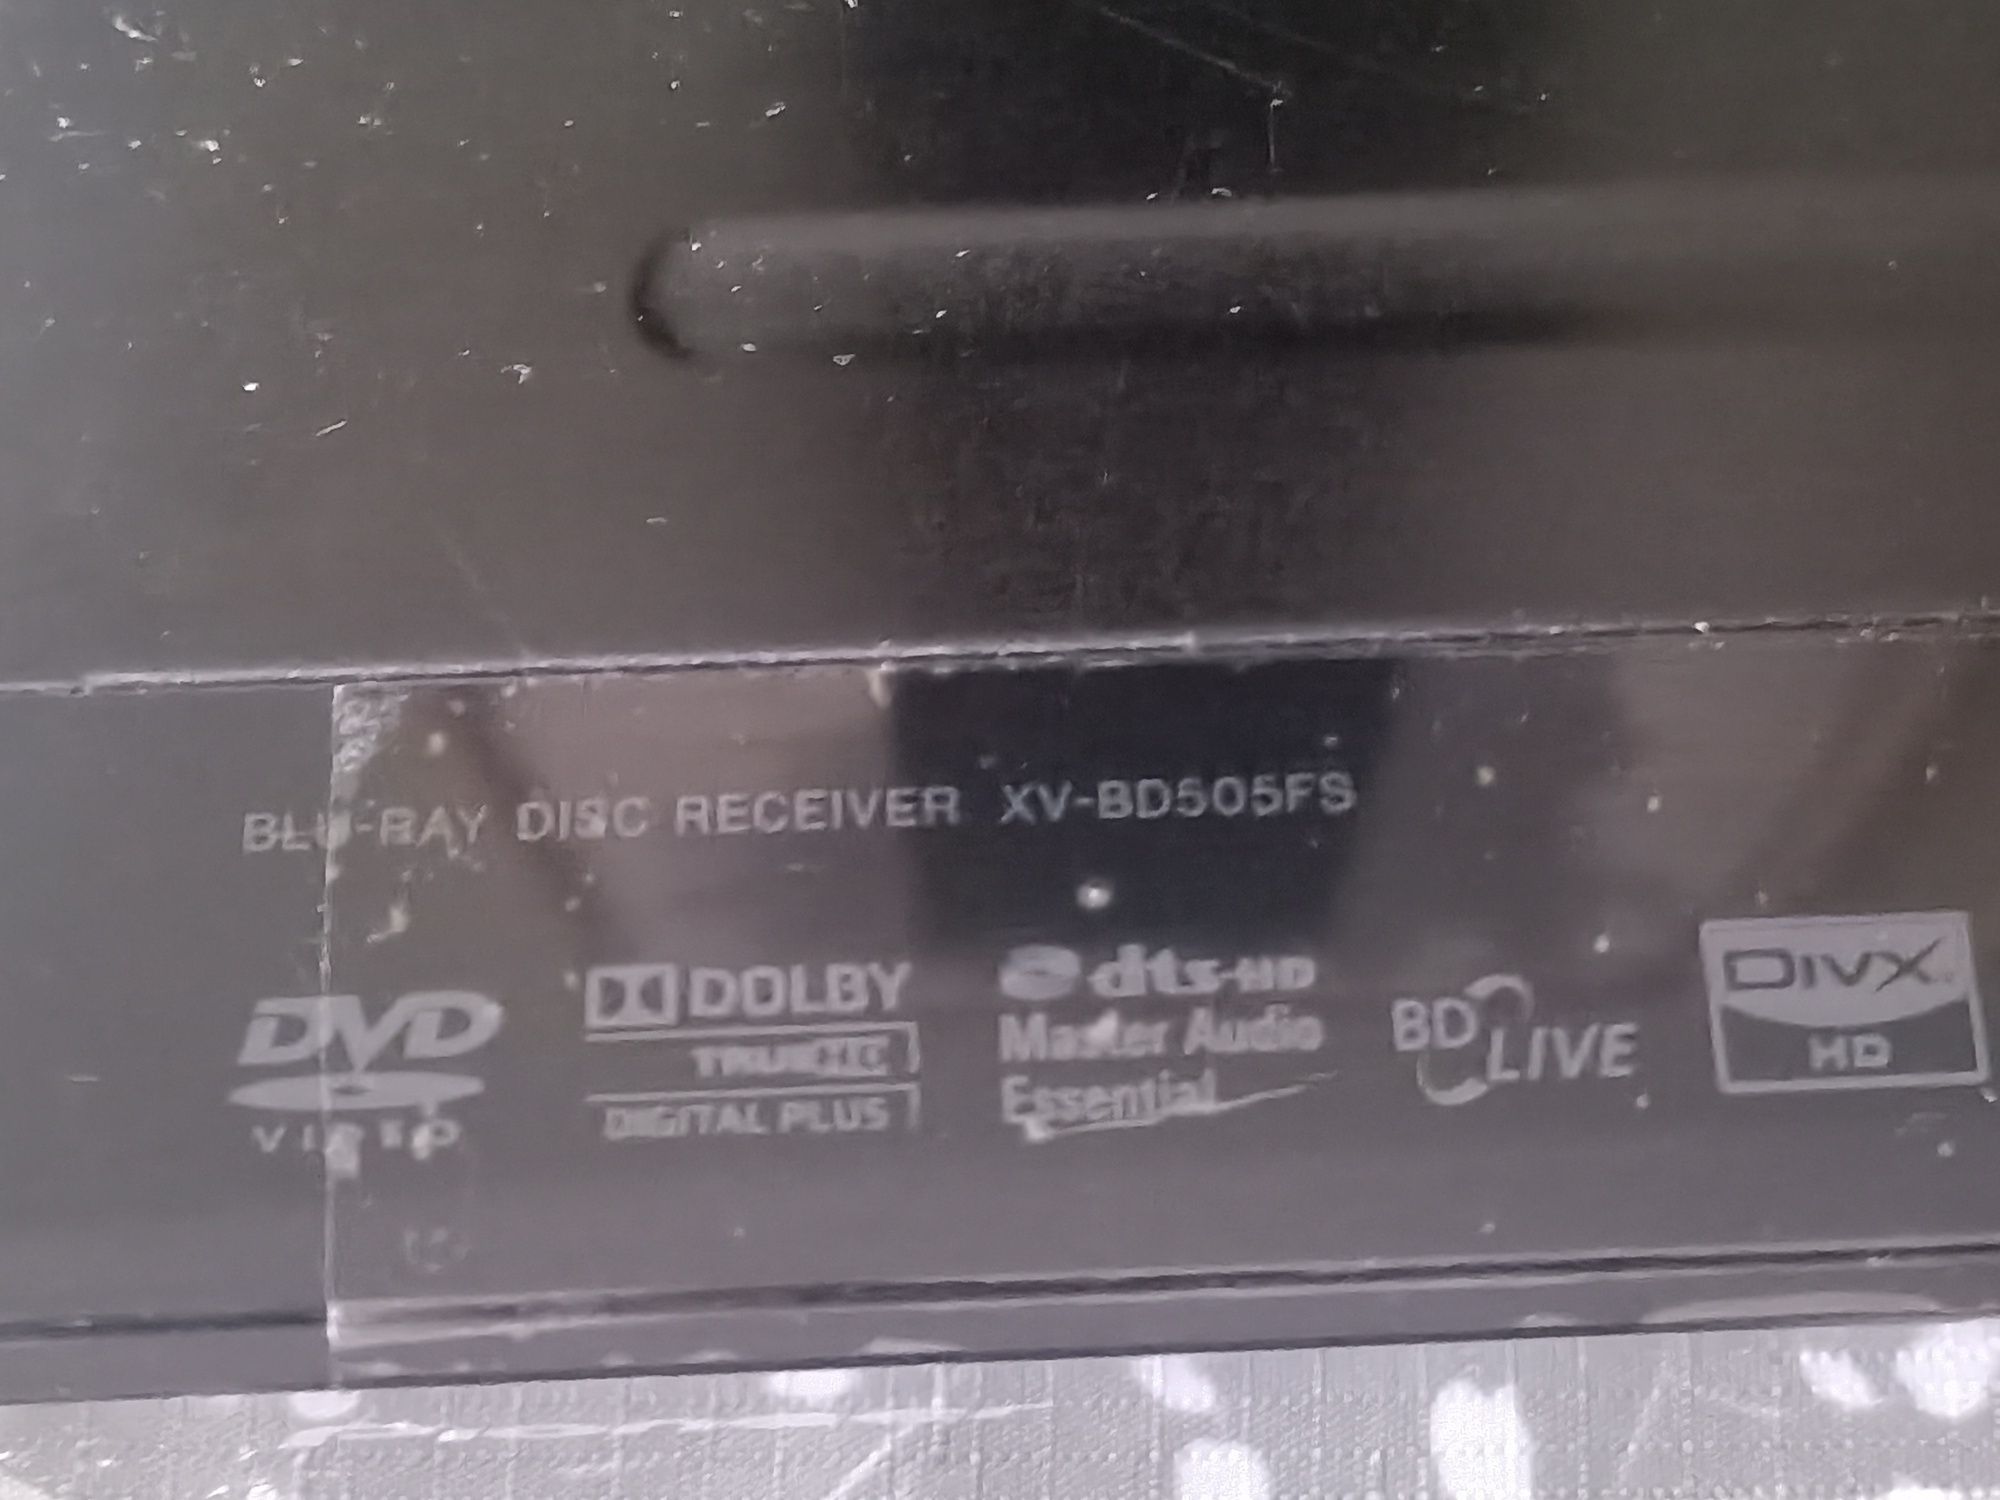 BLU-RAY DISC RECEIVER XV-BD505FS
DVD
VIDEO
DOLBY
TRUEHD
DIGITAL PLUS
dts-HD
Master Audio
Essential
BD LIVE
DIVX
HD